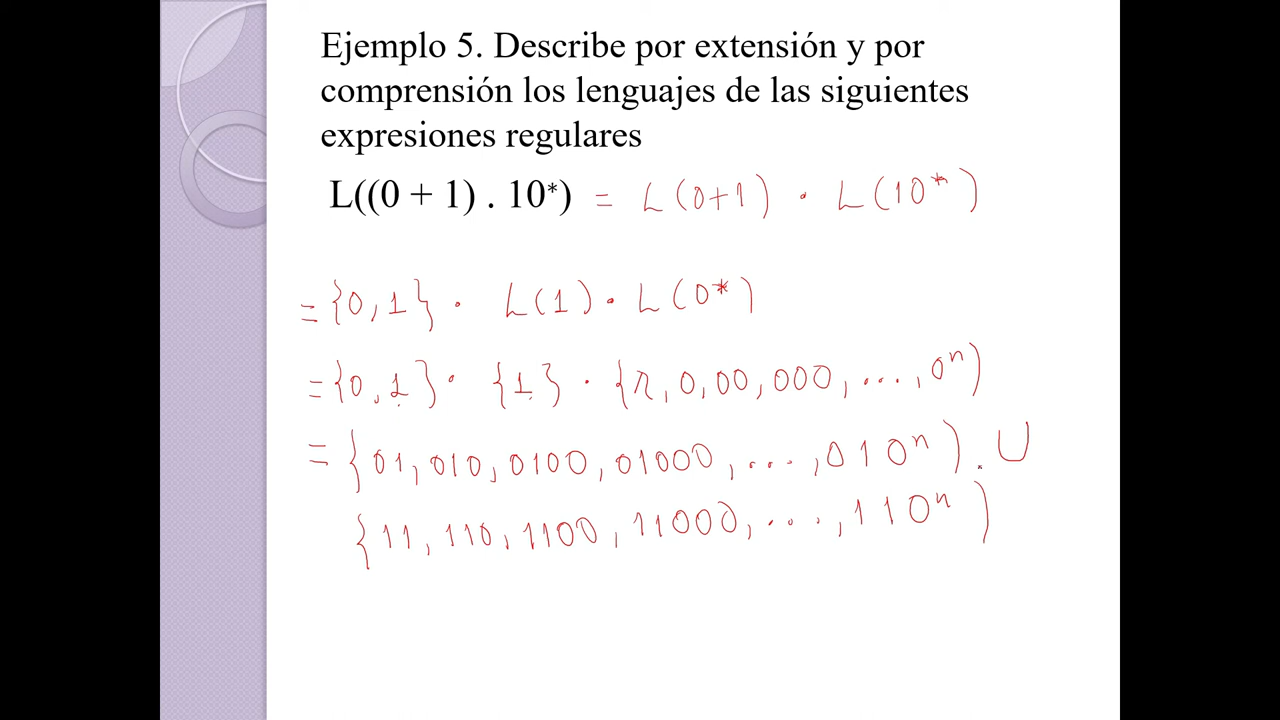 Ejemplo 5. Describe por extensión y por
comprensión los lenguajes de las siguientes
expresiones regulares
L((0 + 1) . 10*) = L(0+1) · L(10*)
={0,1} · L(1) · L(0*)
={0,1} · {1} · {λ,0,00,000,...,0ⁿ)
= {01,010,0100,01000,...,010ⁿ). U
{11,110,1100,11000,...,110ⁿ)